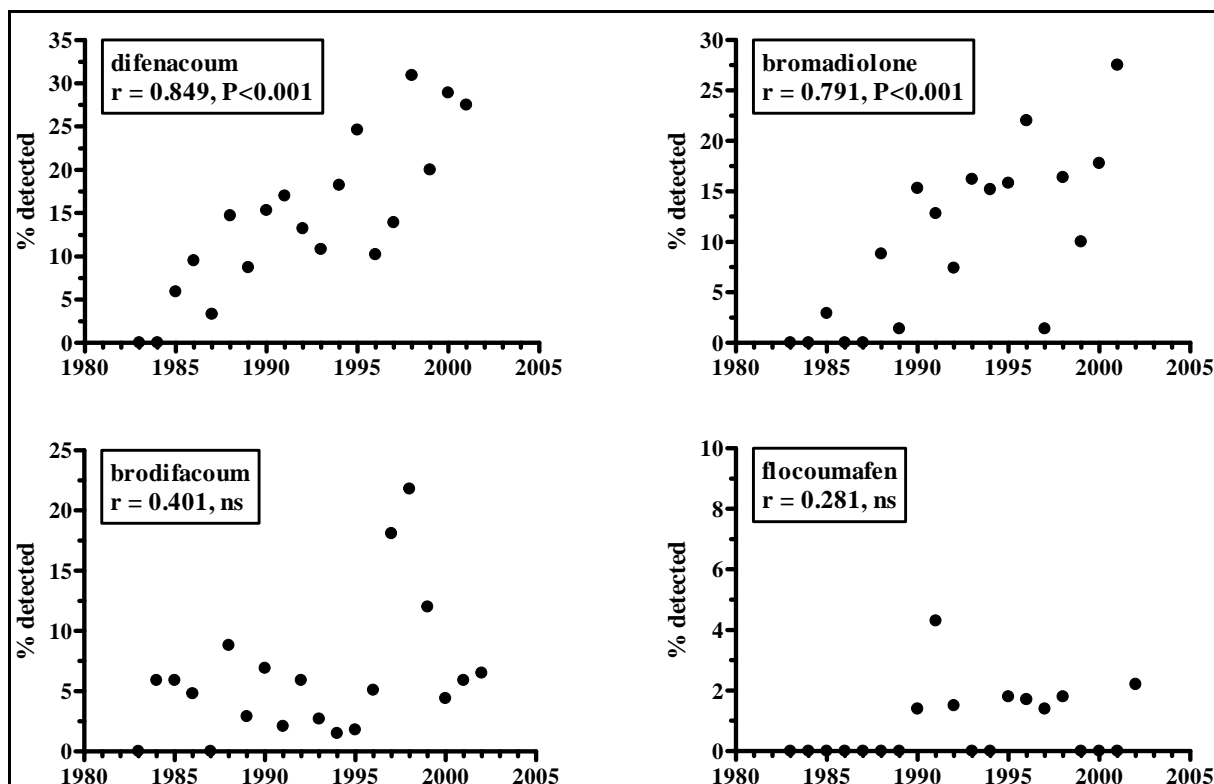 difenacoum
r = 0.849, P<0.001
% detected
35
30
25
20
15
10
5
0
1980 1985 1990 1995 2000 2005
bromadiolone
r = 0.791, P<0.001
% detected
30
25
20
15
10
5
0
1980 1985 1990 1995 2000 2005
brodifacoum
r = 0.401, ns
% detected
25
20
15
10
5
0
1980 1985 1990 1995 2000 2005
flocoumafen
r = 0.281, ns
% detected
10
8
6
4
2
0
1980 1985 1990 1995 2000 2005